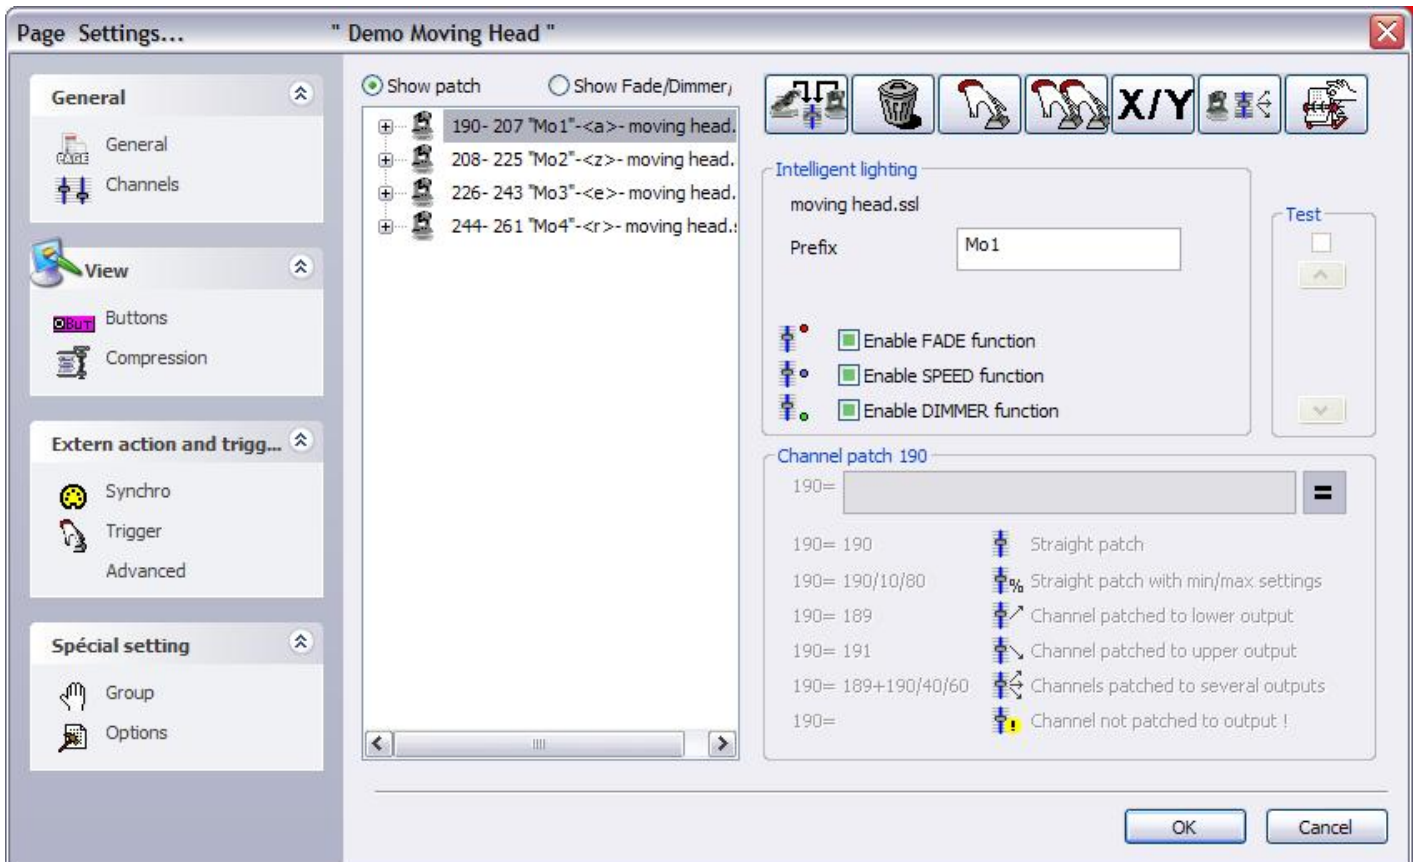 Page Settings... " Demo Moving Head "
General
General
PAGE
Channels
View
OBUT
Buttons
Compression
Extern action and trigg...
Synchro
Trigger
Advanced
Spécial setting
Group
Options
Show patch
Show Fade/Dimmer/
190- 207 "Mo1"-<a>- moving head.
208- 225 "Mo2"-<z>- moving head.
226- 243 "Mo3"-<e>- moving head.
244- 261 "Mo4"-<r>- moving head.s
X/Y
Intelligent lighting
moving head.ssl
Prefix
Mo1
Enable FADE function
Enable SPEED function
Enable DIMMER function
Test
Channel patch 190
190=
=
190= 190 Straight patch
190= 190/10/80 % Straight patch with min/max settings
190= 189 Channel patched to lower output
190= 191 Channel patched to upper output
190= 189+190/40/60 Channels patched to several outputs
190= ! Channel not patched to output !
OK
Cancel